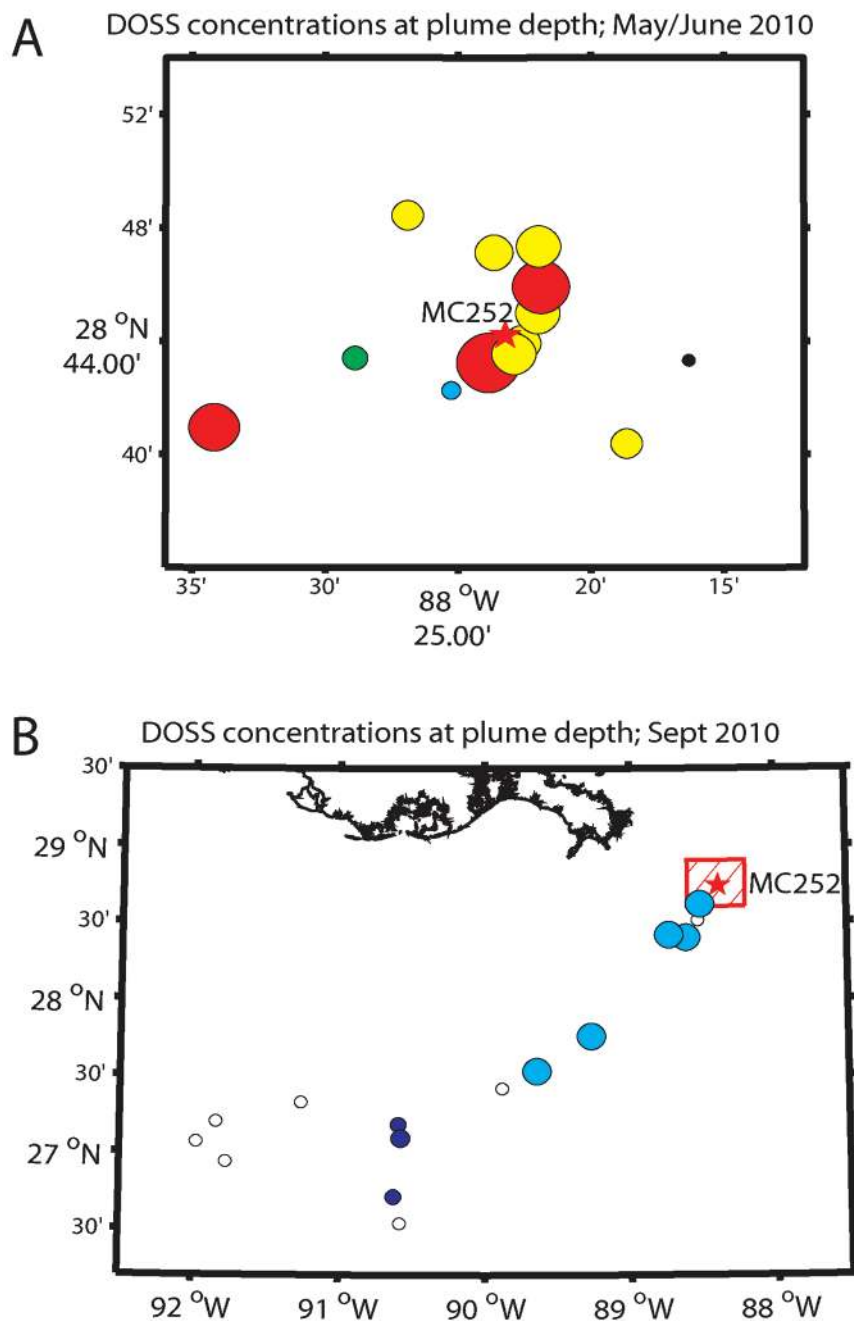 A
DOSS concentrations at plume depth; May/June 2010
52'
48'
MC252
28 °N
44.00'
40'
35'
30'
88 °W
25.00'
20'
15'
B
DOSS concentrations at plume depth; Sept 2010
30'
29 °N
MC252
30'
28 °N
30'
27 °N
30'
92 °W
91 °W
90 °W
89 °W
88 °W